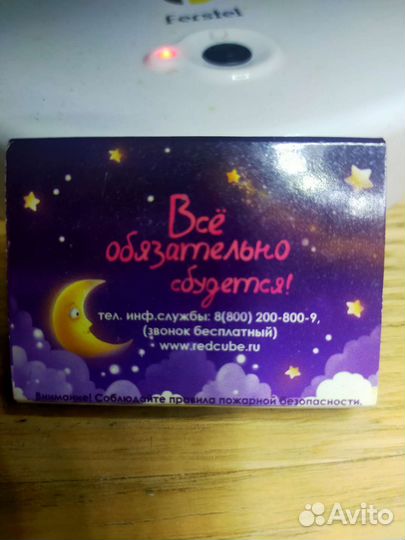 Ferstel
Всё
обязательно
сбудется!
тел. инф.службы: 8(800) 200-800-9,
(звонок бесплатный)
www.redcube.ru
Внимание! Соблюдайте правила пожарной безопасности.
Avito